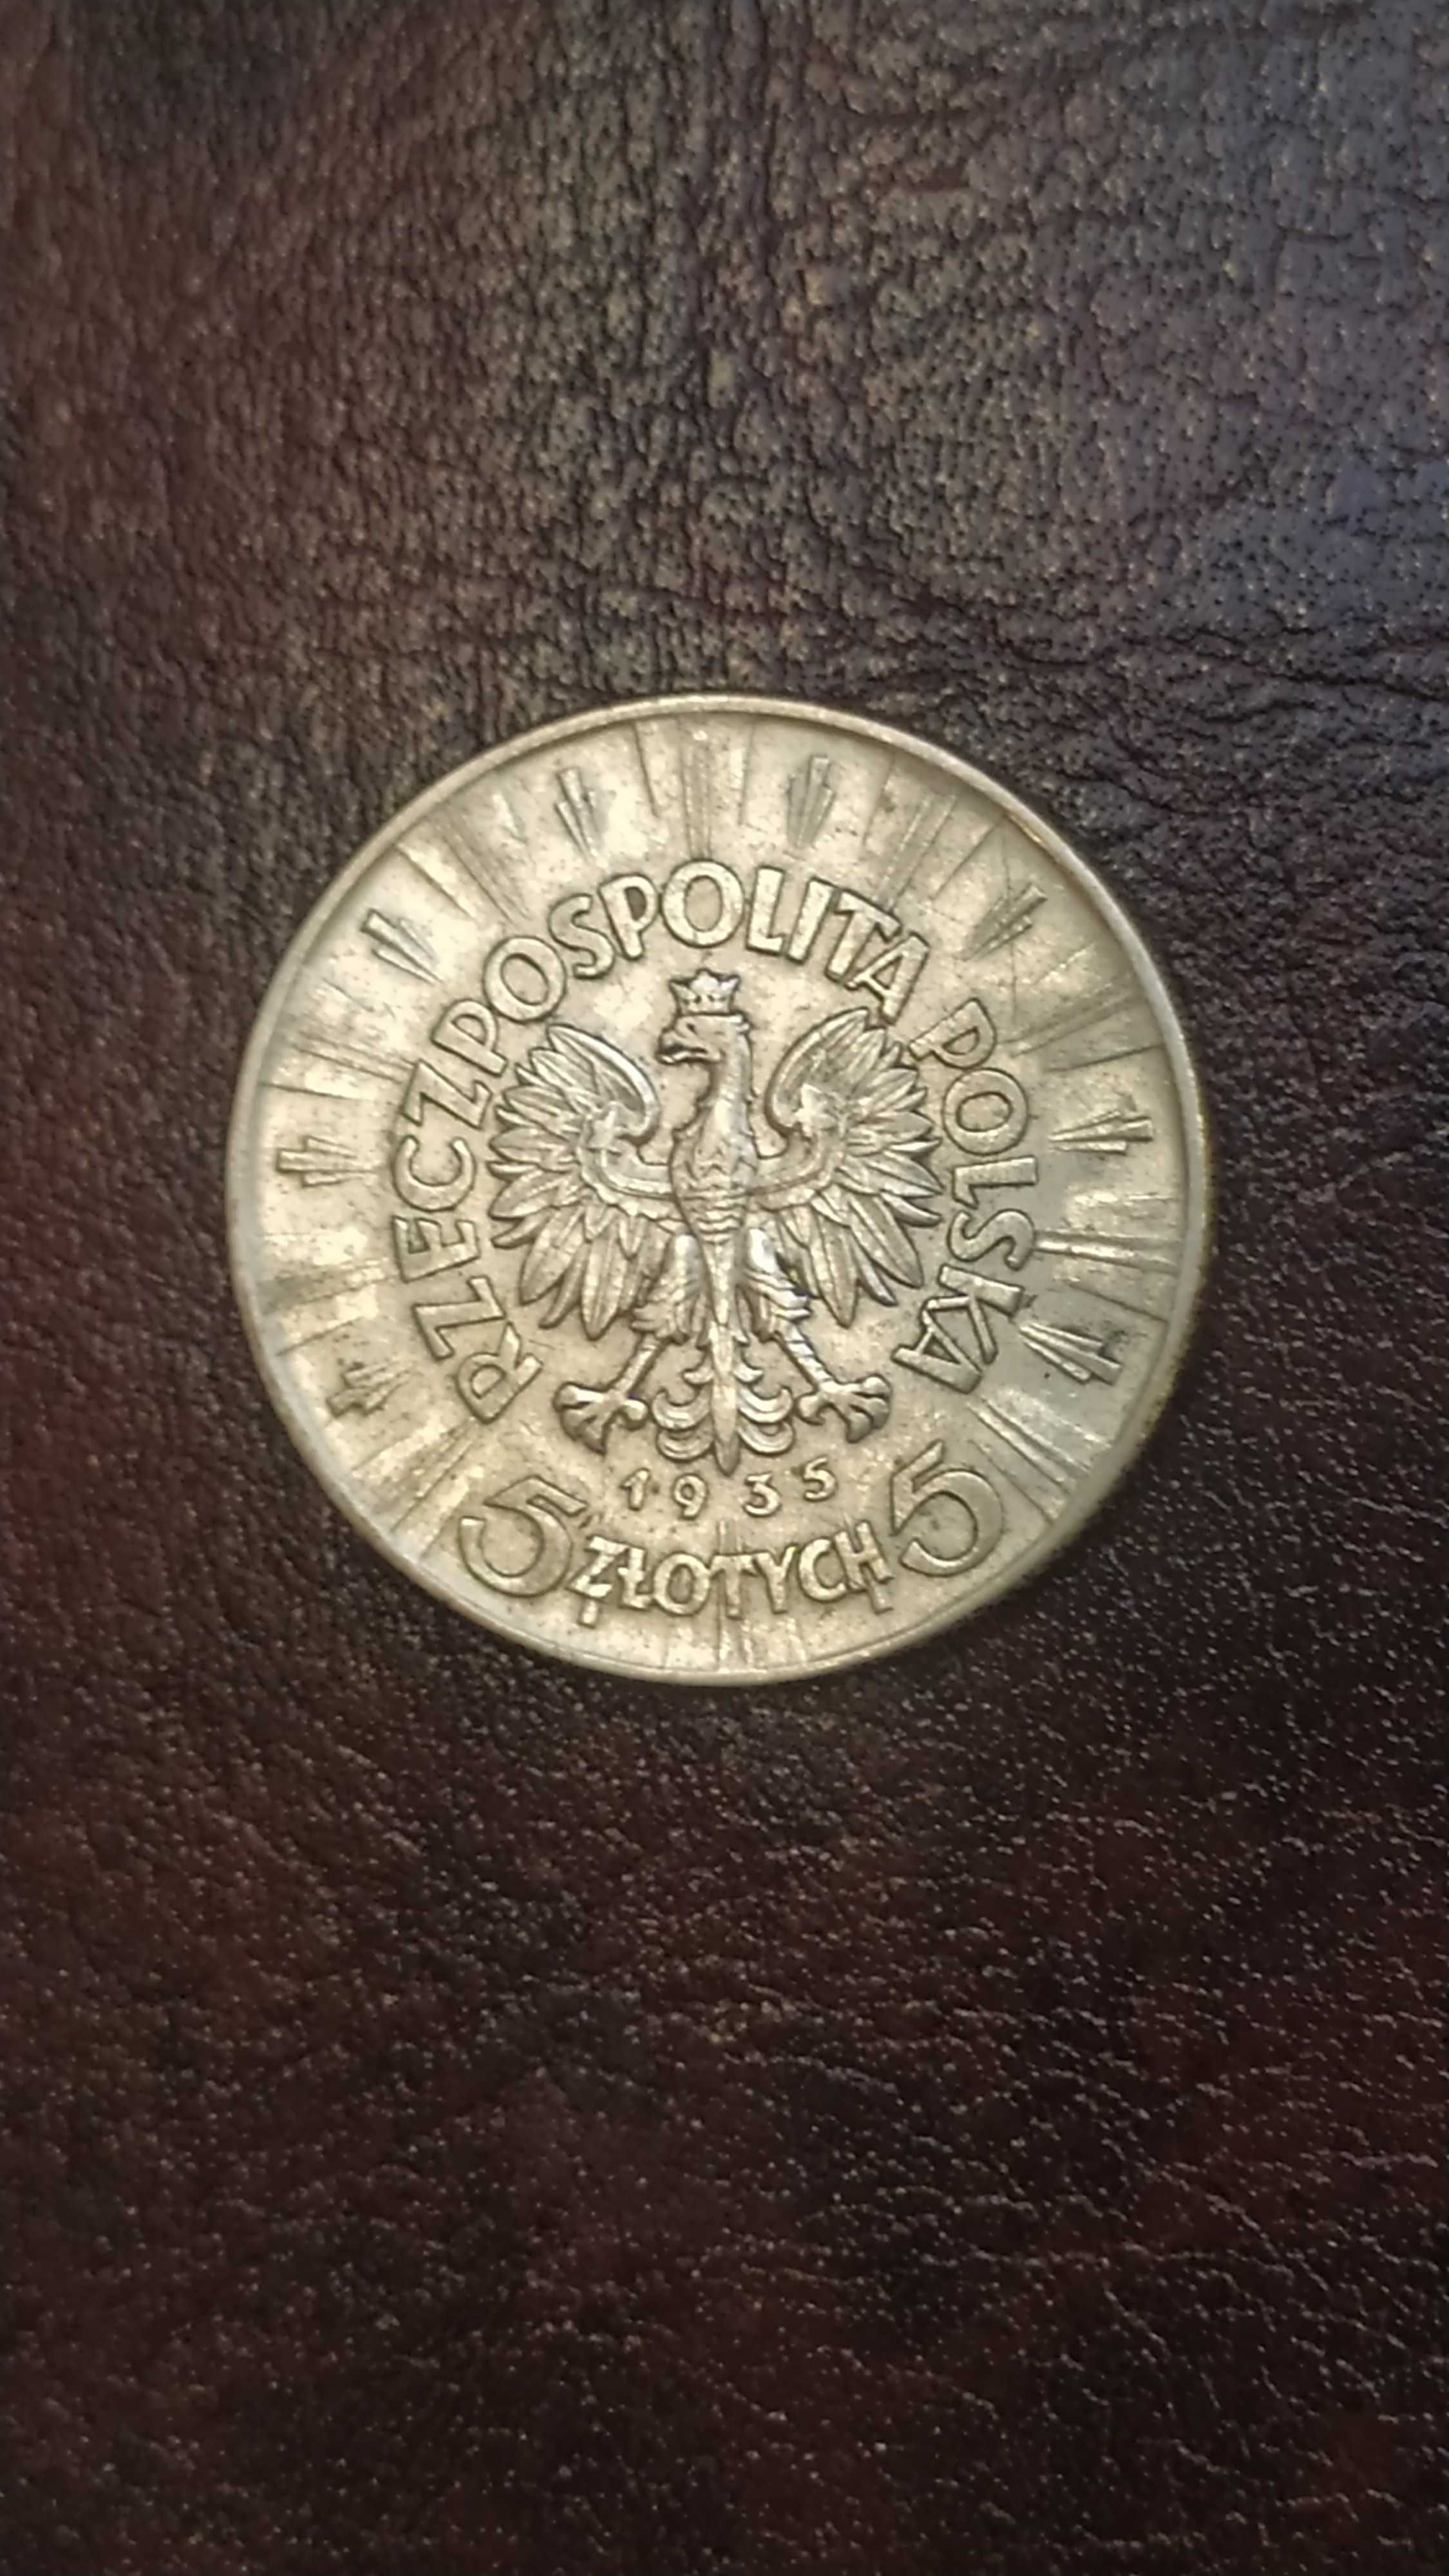 RZECZPOSPOLITA POLSKA
1935
5 ZŁOTYCH 5